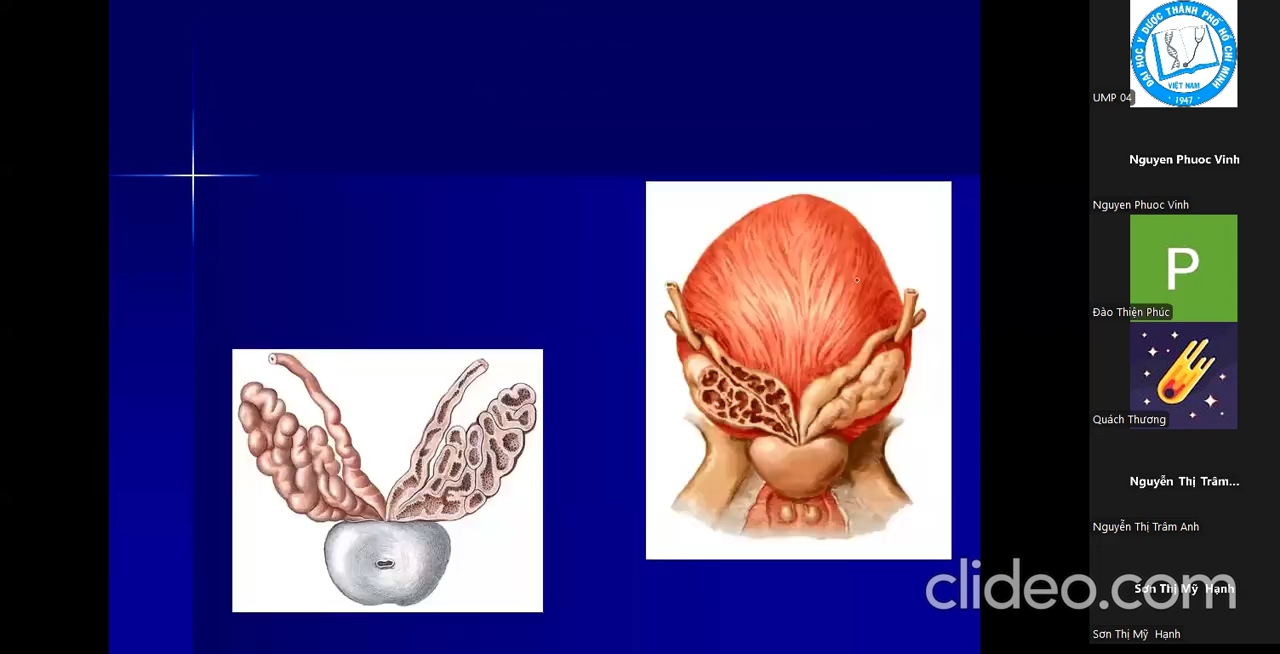 ĐẠI HỌC Y DƯỢC THÀNH PHỐ HỒ CHÍ MINH
VIỆT NAM
1947
UMP 04
Nguyen Phuoc Vinh
Nguyen Phuoc Vinh
P
Đào Thiện Phúc
Quách Thương
Nguyễn Thị Trâm...
Nguyễn Thị Trâm Anh
Sơn Thị Mỹ Hạnh
Sơn Thị Mỹ Hạnh
clideo.com